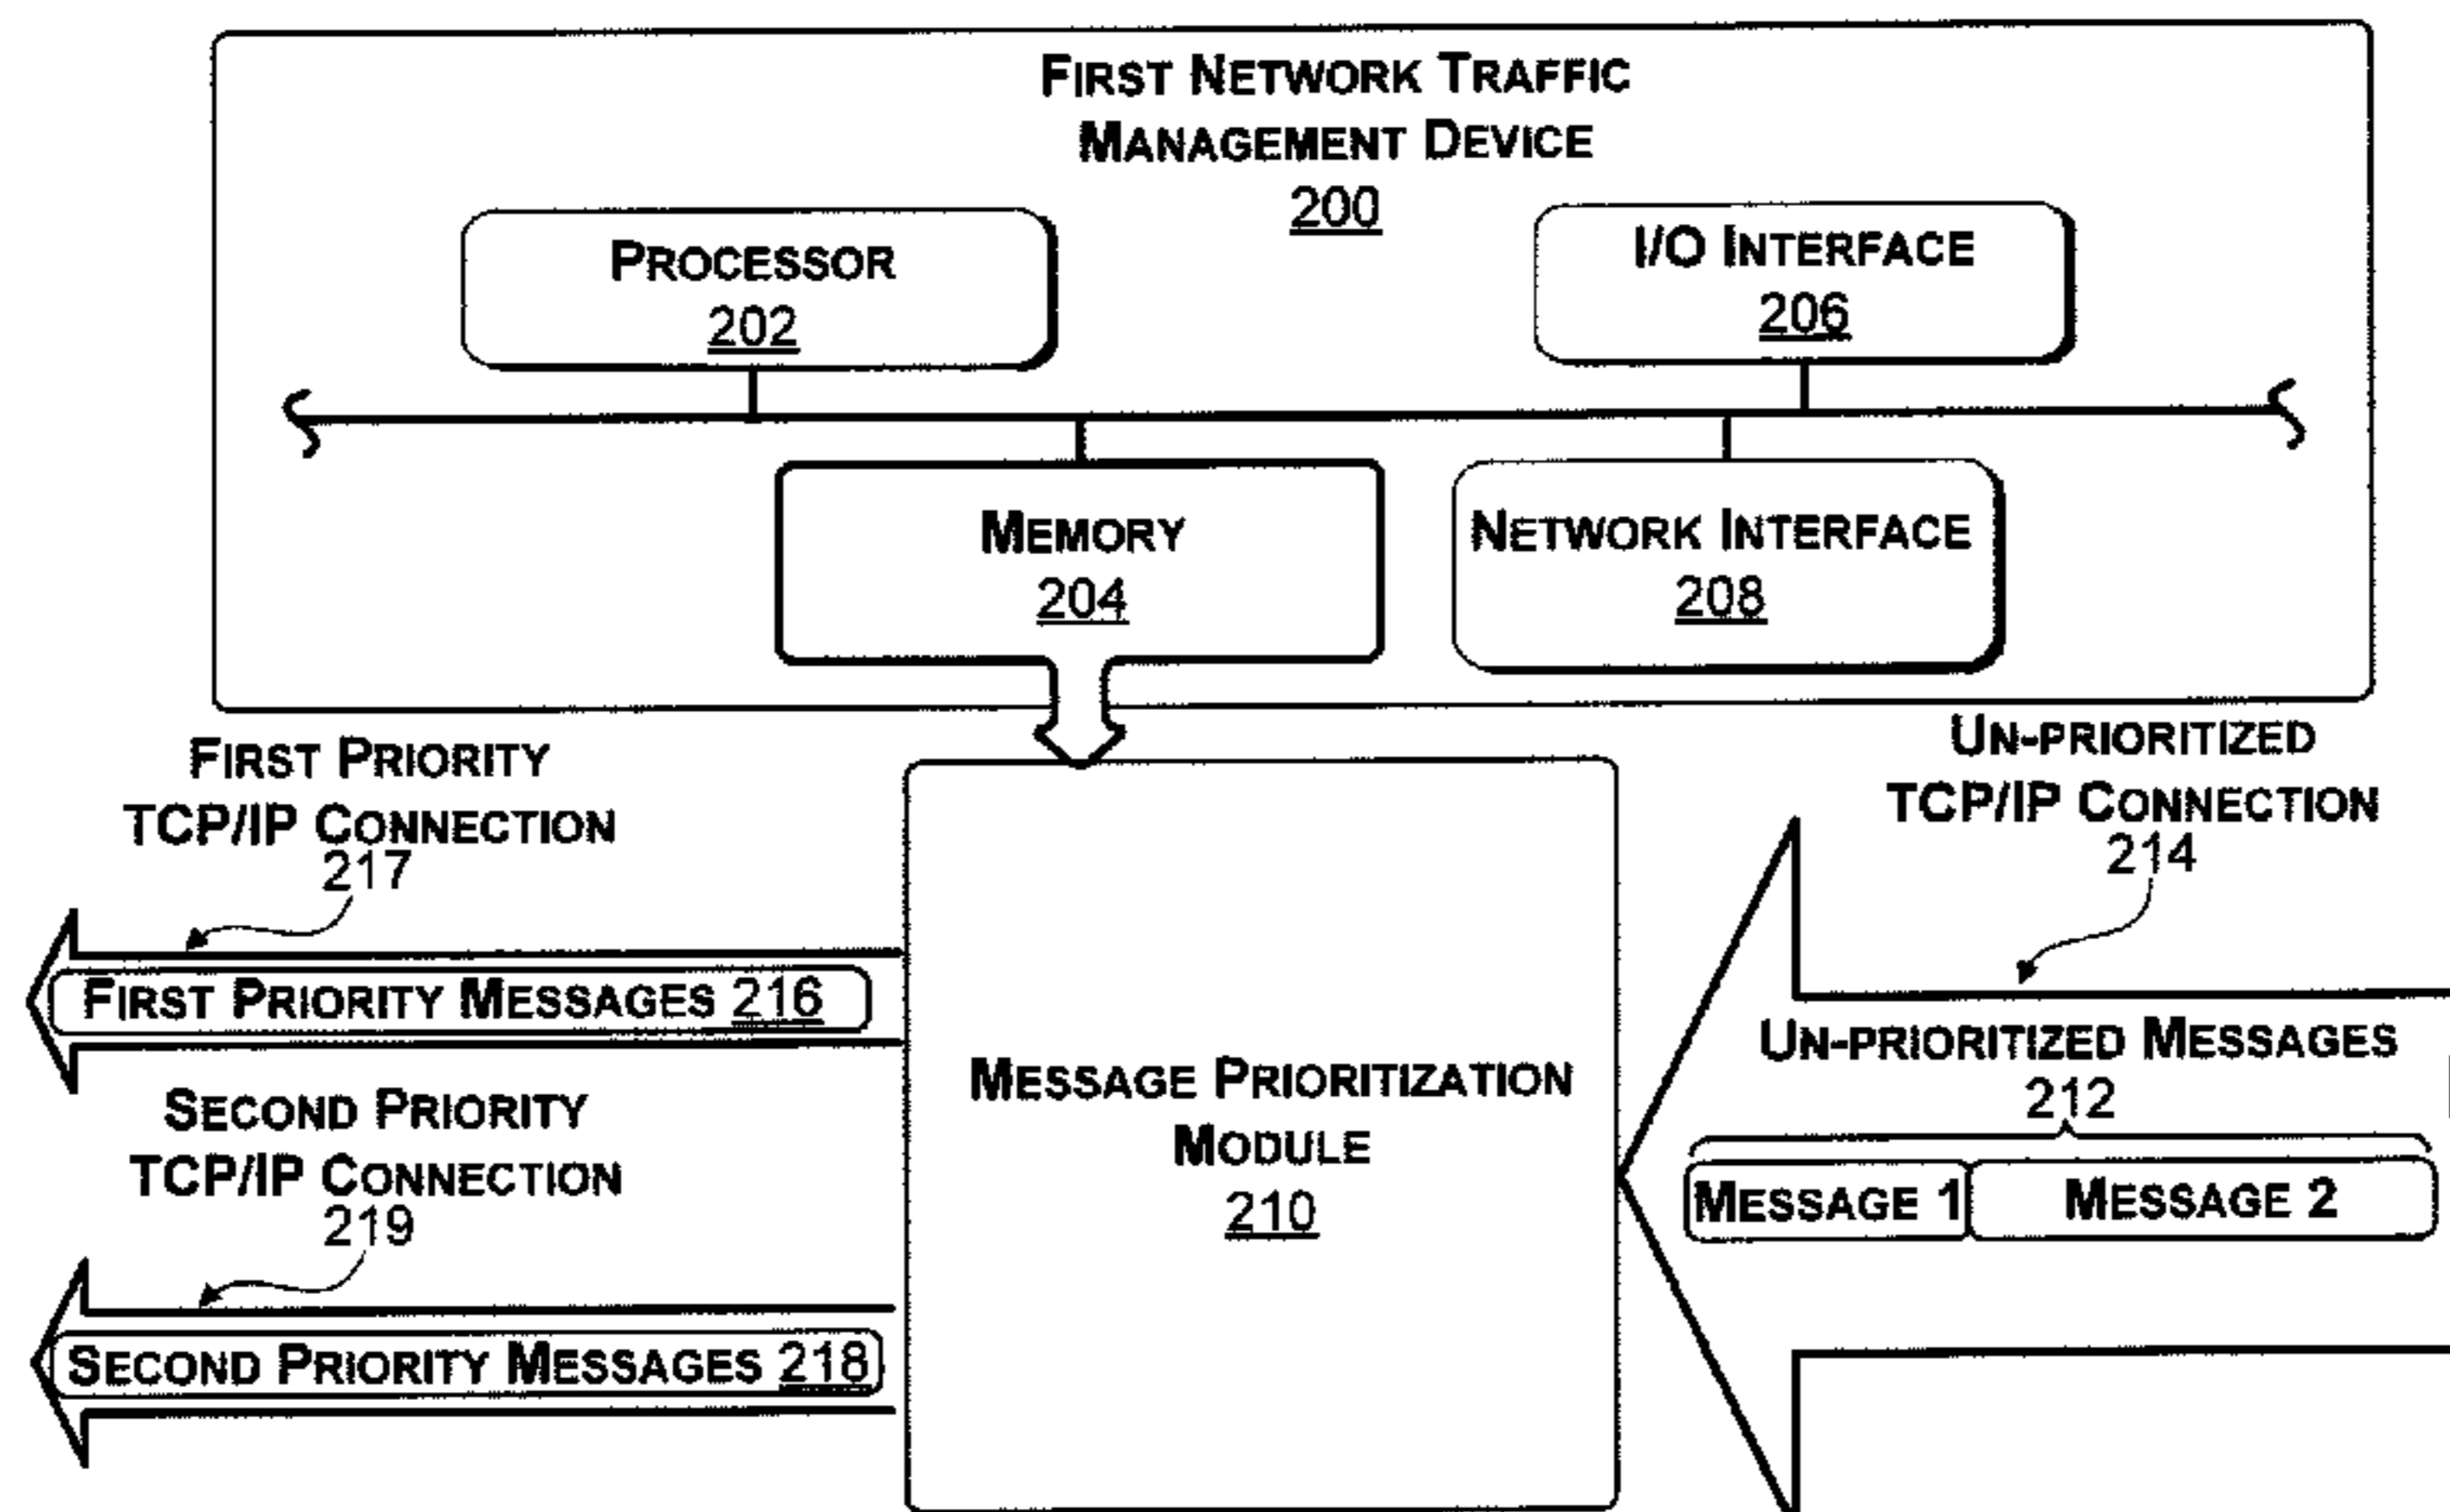 FIRST NETWORK TRAFFIC
MANAGEMENT DEVICE
200
PROCESSOR
202
I/O INTERFACE
206
MEMORY
204
NETWORK INTERFACE
208
FIRST PRIORITY
TCP/IP CONNECTION
217
UN-PRIORITIZED
TCP/IP CONNECTION
214
FIRST PRIORITY MESSAGES 216
SECOND PRIORITY
TCP/IP CONNECTION
219
SECOND PRIORITY MESSAGES 218
MESSAGE PRIORITIZATION
MODULE
210
UN-PRIORITIZED MESSAGES
212
MESSAGE 1
MESSAGE 2